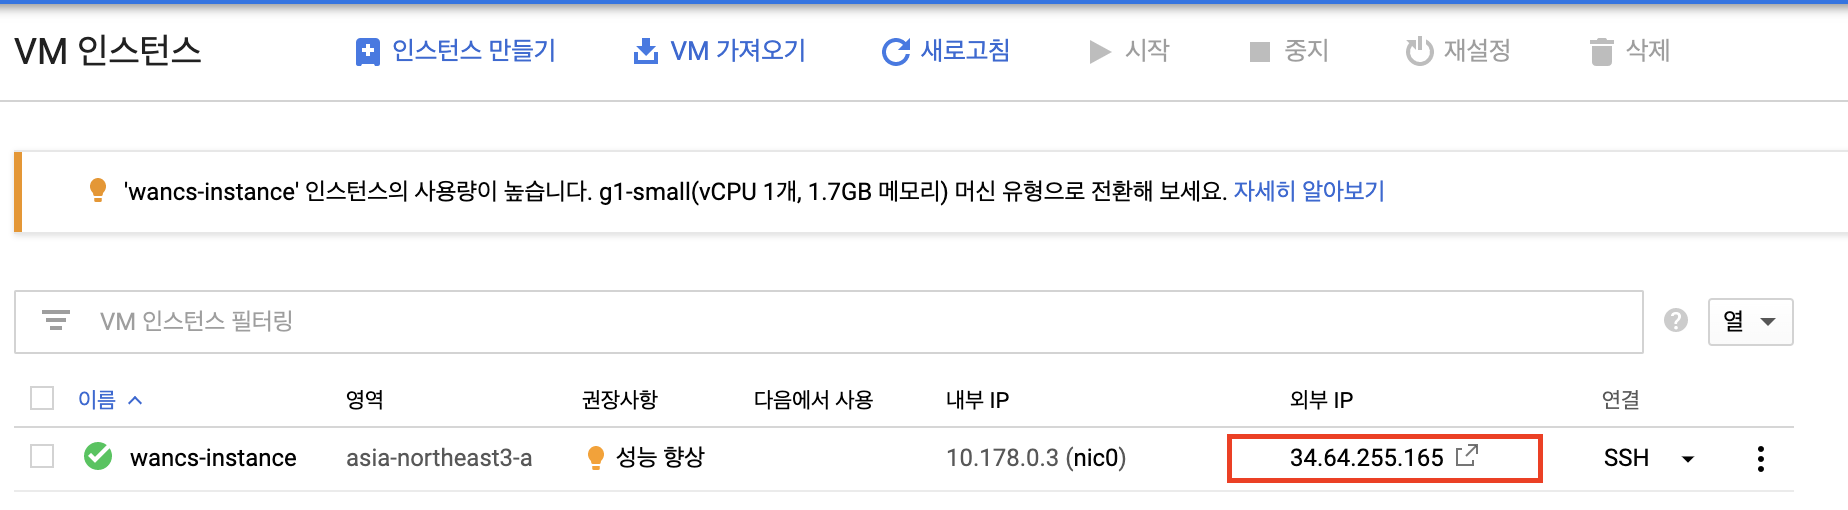 VM 인스턴스 인스턴스 만들기 VM 가져오기 새로고침 시작 중지 재설정 삭제
'wancs-instance' 인스턴스의 사용량이 높습니다. g1-small(vCPU 1개, 1.7GB 메모리) 머신 유형으로 전환해 보세요. 자세히 알아보기
VM 인스턴스 필터링 ? 열
이름 영역 권장사항 다음에서 사용 내부 IP 외부 IP 연결
wancs-instance asia-northeast3-a 성능 향상 10.178.0.3 (nic0) 34.64.255.165 SSH